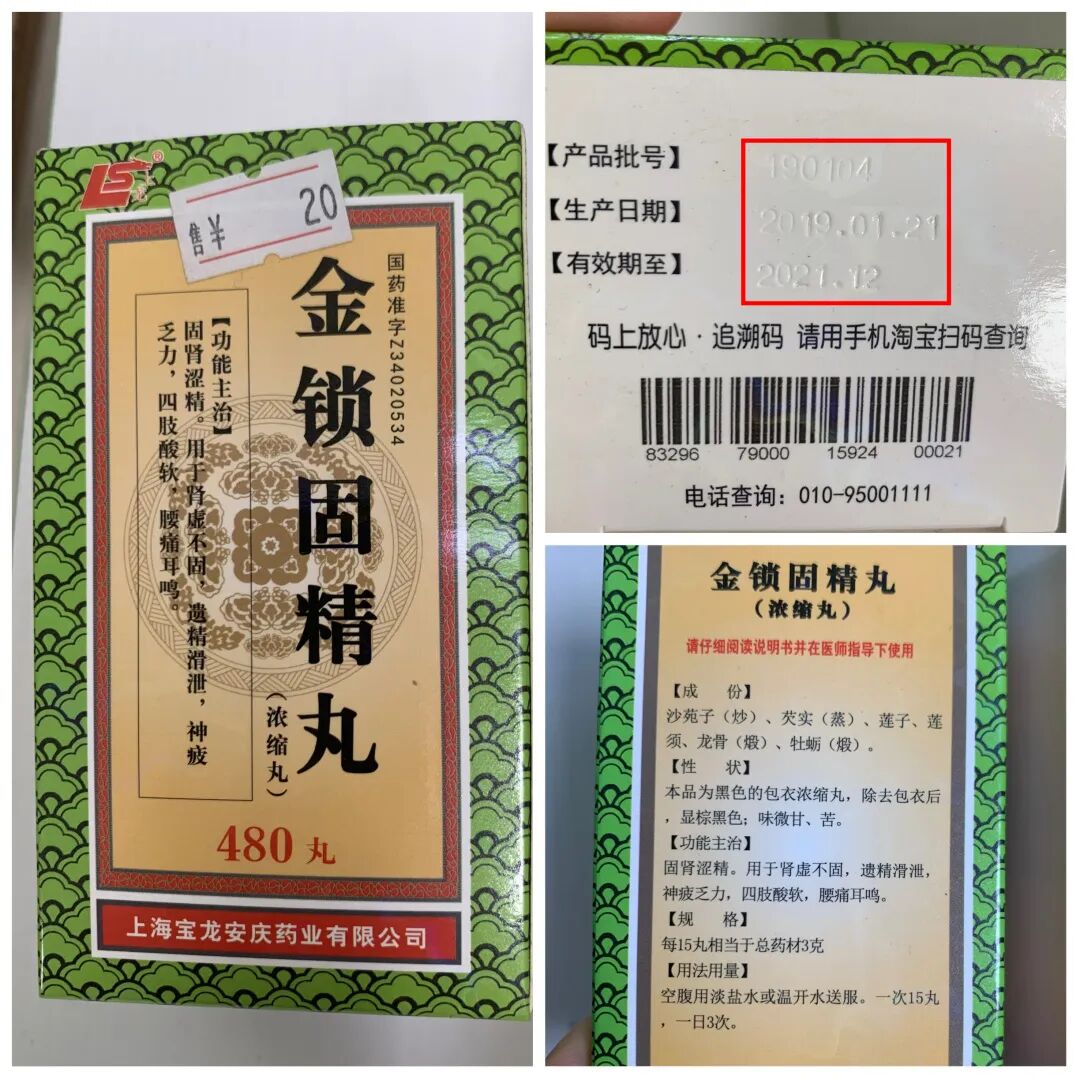 LS
售¥ 20
国药准字Z34020534
金锁固精丸
(浓缩丸)
【功能主治】
固肾涩精。用于肾虚不固，遗精滑泄，神疲
乏力，四肢酸软，腰痛耳鸣。
480丸
上海宝龙安庆药业有限公司
【产品批号】 190104
【生产日期】 2019.01.21
【有效期至】 2021.12
码上放心·追溯码 请用手机淘宝扫码查询
83296 79000 15924 00021
电话查询：010-95001111
金锁固精丸
(浓缩丸)
请仔细阅读说明书并在医师指导下使用
【成 份】
沙苑子（炒）、芡实（蒸）、莲子、莲
须、龙骨（煅）、牡蛎（煅）。
【性 状】
本品为黑色的包衣浓缩丸，除去包衣后
，显棕黑色；味微甘、苦。
【功能主治】
固肾涩精。用于肾虚不固，遗精滑泄，
神疲乏力，四肢酸软，腰痛耳鸣。
【规 格】
每15丸相当于总药材3克
【用法用量】
空腹用淡盐水或温开水送服。一次15丸
，一日3次。